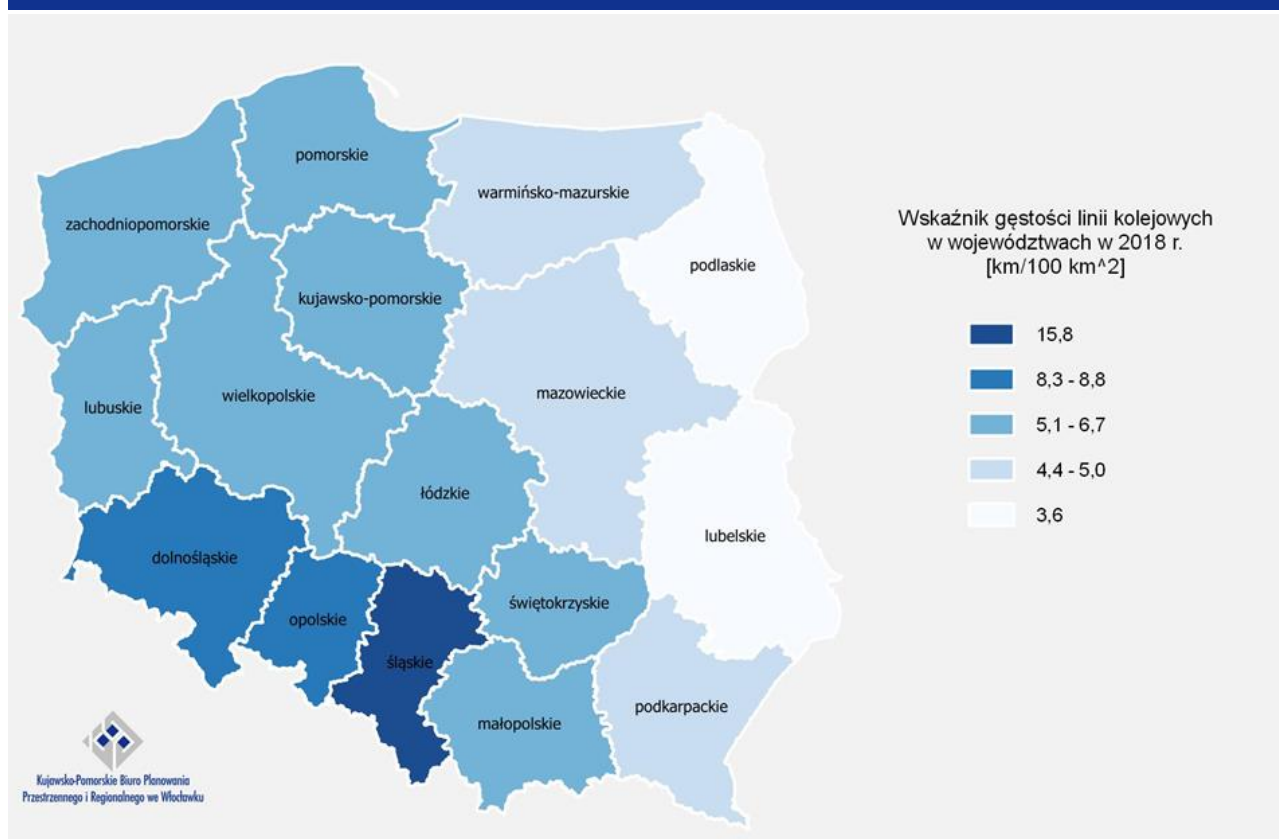 pomorskie
warmińsko-mazurskie
zachodniopomorskie
podlaskie
kujawsko-pomorskie
mazowieckie
wielkopolskie
lubuskie
łódzkie
lubelskie
dolnośląskie
świętokrzyskie
opolskie
śląskie
podkarpackie
małopolskie
Wskaźnik gęstości linii kolejowych
w województwach w 2018 r.
[km/100 km^2]
15,8
8,3 - 8,8
5,1 - 6,7
4,4 - 5,0
3,6
Kujawsko-Pomorskie Biuro Planowania
Przestrzennego i Regionalnego we Włocławku